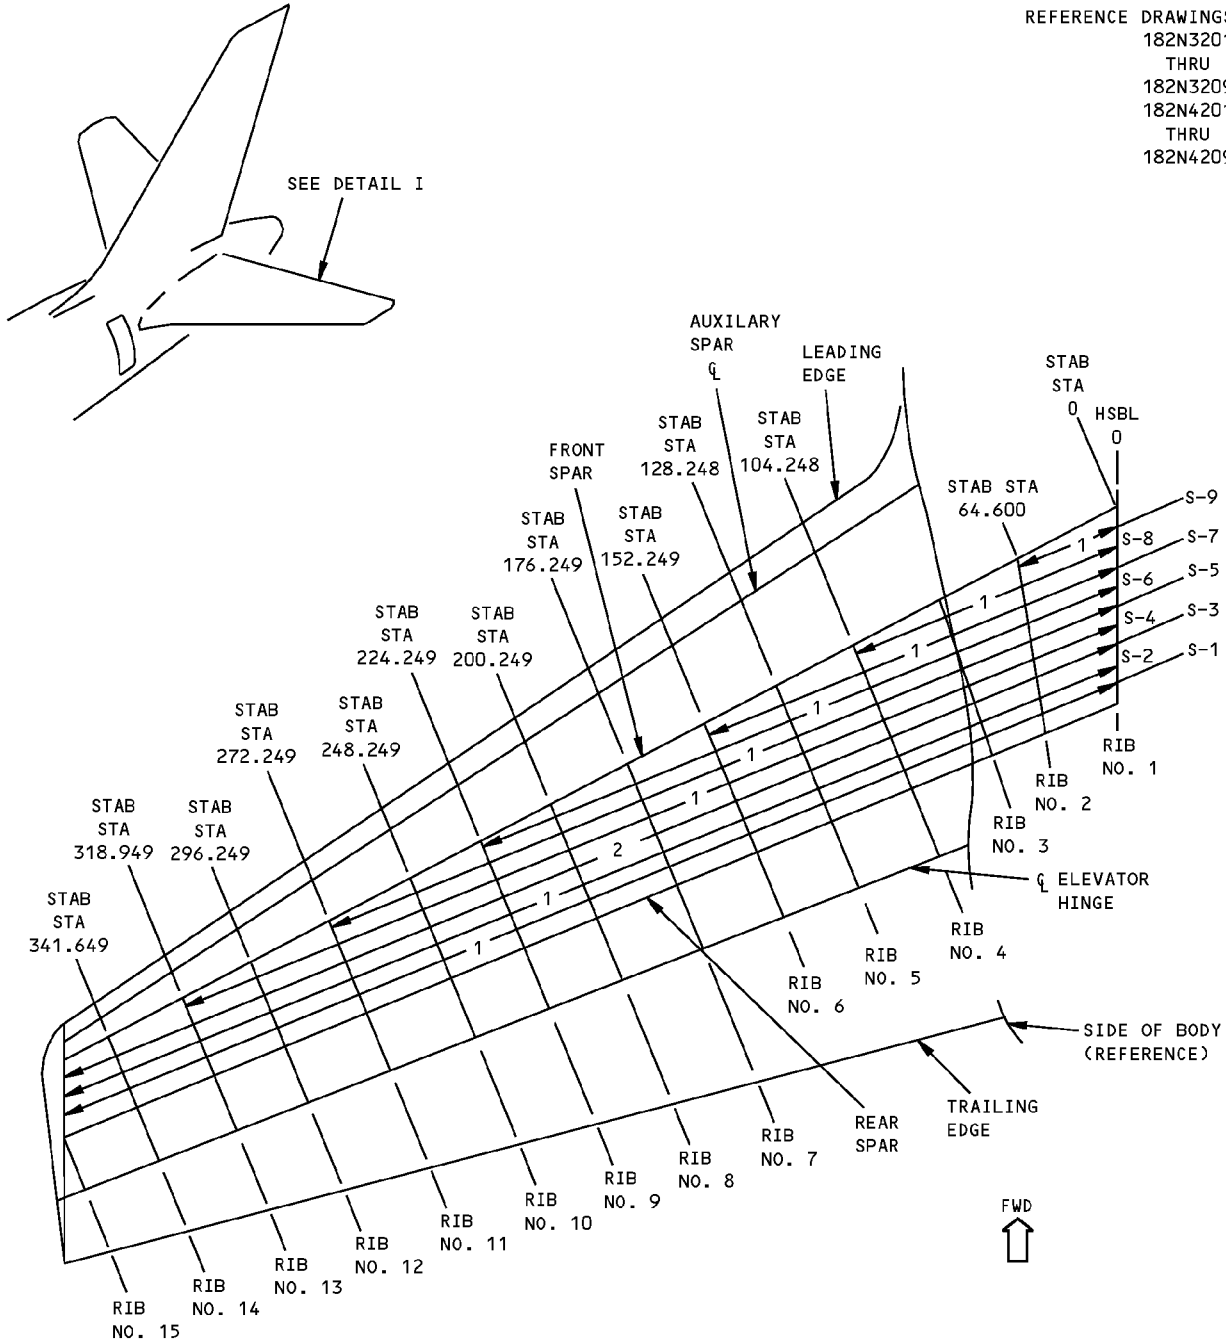 REFERENCE DRAWINGS
182N3201
THRU
182N3209
182N4201
THRU
182N4209
SEE DETAIL I
AUXILARY
SPAR
℄
LEADING
EDGE
STAB
STA
0
HSBL
0
STAB
STA
128.248
STAB
STA
104.248
FRONT
SPAR
STAB STA
64.600
S-9
S-8
S-7
S-6
S-5
S-4
S-3
S-2
S-1
STAB
STA
176.249
STAB
STA
152.249
STAB
STA
224.249
STAB
STA
200.249
STAB
STA
272.249
STAB
STA
248.249
STAB
STA
318.949
STAB
STA
296.249
STAB
STA
341.649
1
1
1
1
1
1
2
1
1
RIB
NO. 1
RIB
NO. 2
RIB
NO. 3
℄ ELEVATOR
HINGE
RIB
NO. 4
RIB
NO. 5
RIB
NO. 6
SIDE OF BODY
(REFERENCE)
TRAILING
EDGE
REAR
SPAR
RIB
NO. 7
RIB
NO. 8
RIB
NO. 9
RIB
NO. 10
RIB
NO. 11
RIB
NO. 12
RIB
NO. 13
RIB
NO. 14
RIB
NO. 15
FWD